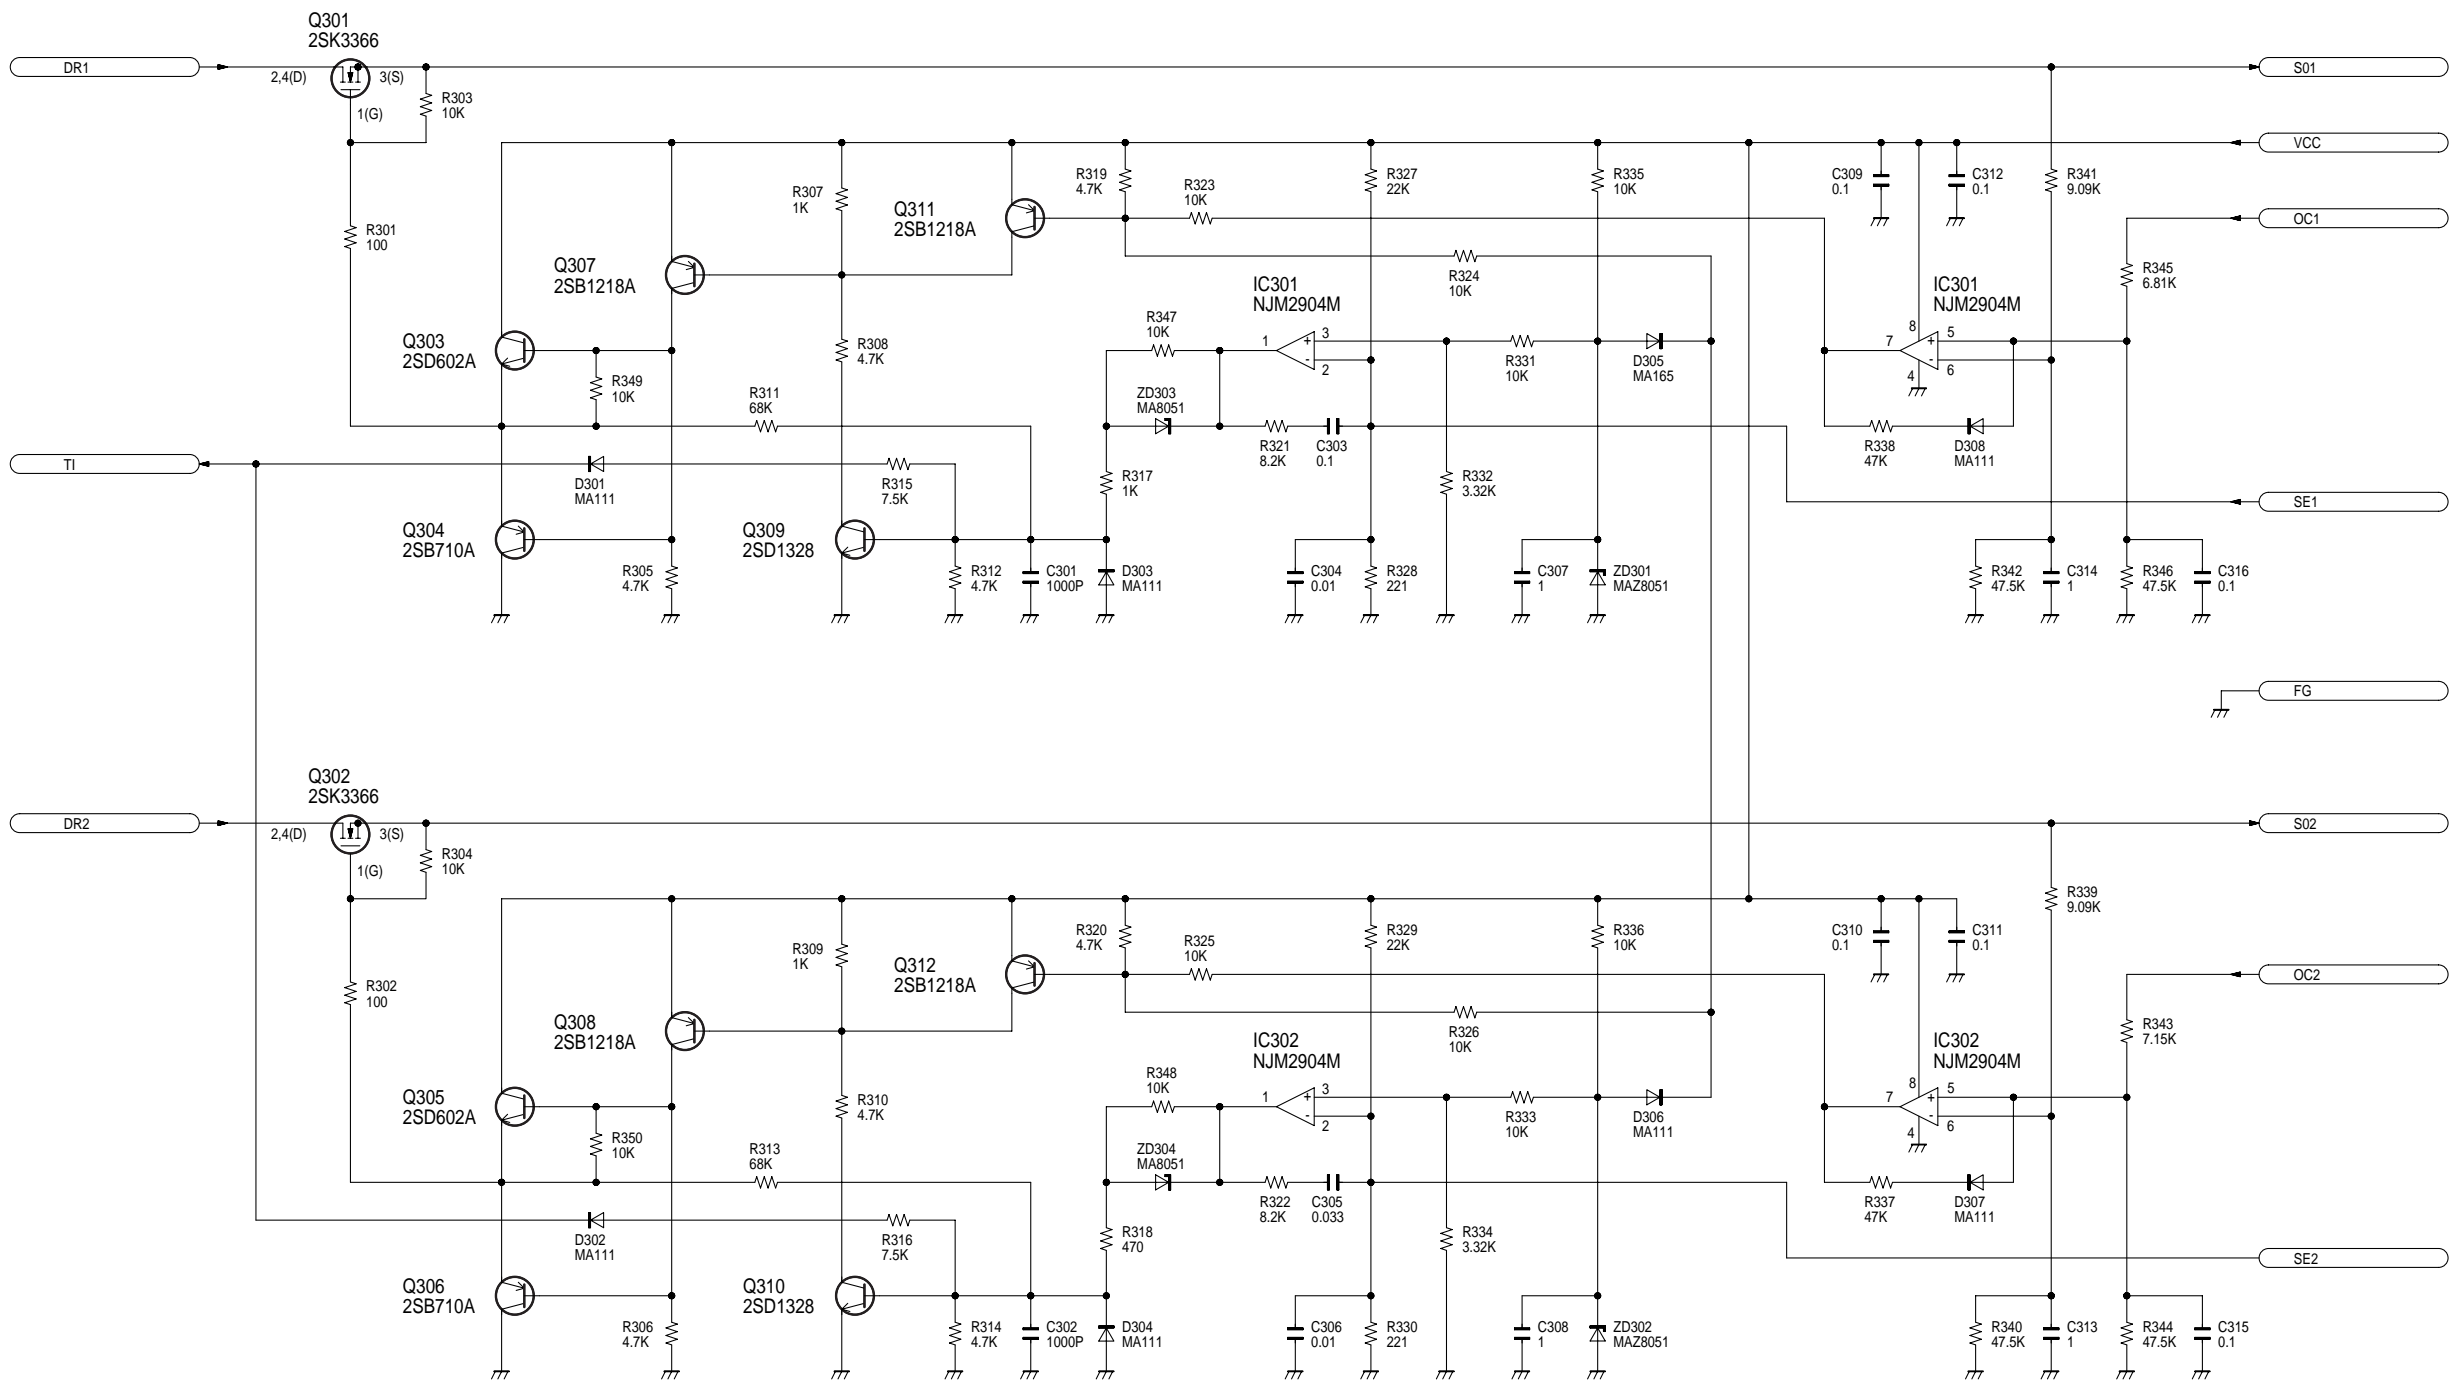 Q301
2SK3366
DR1
2,4(D)
3(S)
1(G)
R303
10K
S01
VCC
R301
100
R307
1K
Q311
2SB1218A
R319
4.7K
R323
10K
R327
22K
R335
10K
C309
0.1
C312
0.1
R341
9.09K
OC1
Q307
2SB1218A
R324
10K
IC301
NJM2904M
IC301
NJM2904M
R345
6.81K
Q303
2SD602A
R308
4.7K
R347
10K
1
3
+
-
2
R331
10K
D305
MA165
7
8
4
5
+
-
6
R349
10K
R311
68K
ZD303
MA8051
R321
8.2K
C303
0.1
R338
47K
D308
MA111
TI
D301
MA111
R315
7.5K
R317
1K
R332
3.32K
SE1
Q304
2SB710A
Q309
2SD1328
R305
4.7K
R312
4.7K
C301
1000P
D303
MA111
C304
0.01
R328
221
C307
1
ZD301
MAZ8051
R342
47.5K
C314
1
R346
47.5K
C316
0.1
FG
Q302
2SK3366
DR2
2,4(D)
3(S)
1(G)
R304
10K
S02
R302
100
R309
1K
Q312
2SB1218A
R320
4.7K
R325
10K
R329
22K
R336
10K
C310
0.1
C311
0.1
R339
9.09K
OC2
Q308
2SB1218A
R326
10K
IC302
NJM2904M
IC302
NJM2904M
R343
7.15K
Q305
2SD602A
R310
4.7K
R348
10K
1
3
+
-
2
R333
10K
D306
MA111
7
8
4
5
+
-
6
R350
10K
R313
68K
ZD304
MA8051
R322
8.2K
C305
0.033
R337
47K
D307
MA111
D302
MA111
R316
7.5K
R318
470
R334
3.32K
SE2
Q306
2SB710A
Q310
2SD1328
R306
4.7K
R314
4.7K
C302
1000P
D304
MA111
C306
0.01
R330
221
C308
1
ZD302
MAZ8051
R340
47.5K
C313
1
R344
47.5K
C315
0.1